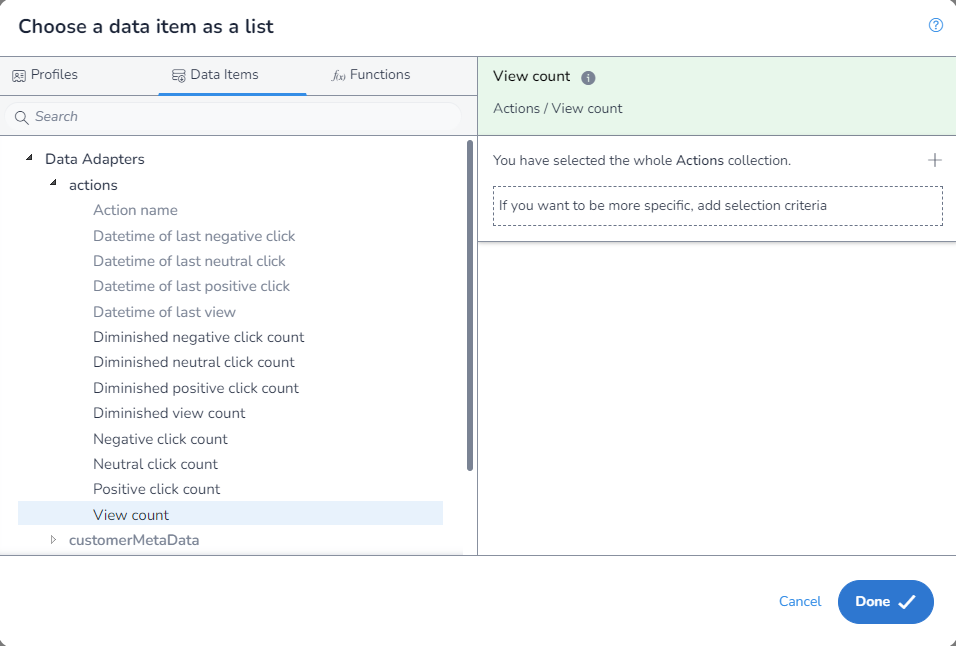 Choose a data item as a list
Profiles
Data Items
f(x) Functions
Search
Data Adapters
actions
Action name
Datetime of last negative click
Datetime of last neutral click
Datetime of last positive click
Datetime of last view
Diminished negative click count
Diminished neutral click count
Diminished positive click count
Diminished view count
Negative click count
Neutral click count
Positive click count
View count
customerMetaData
View count
Actions / View count
You have selected the whole Actions collection.
If you want to be more specific, add selection criteria
Cancel
Done